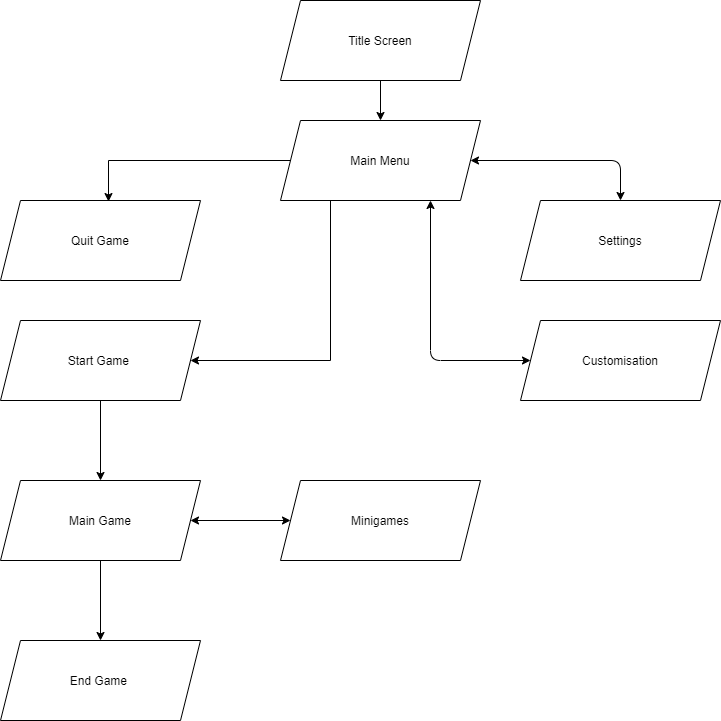 Title Screen
Main Menu
Quit Game
Settings
Start Game
Customisation
Main Game
Minigames
End Game